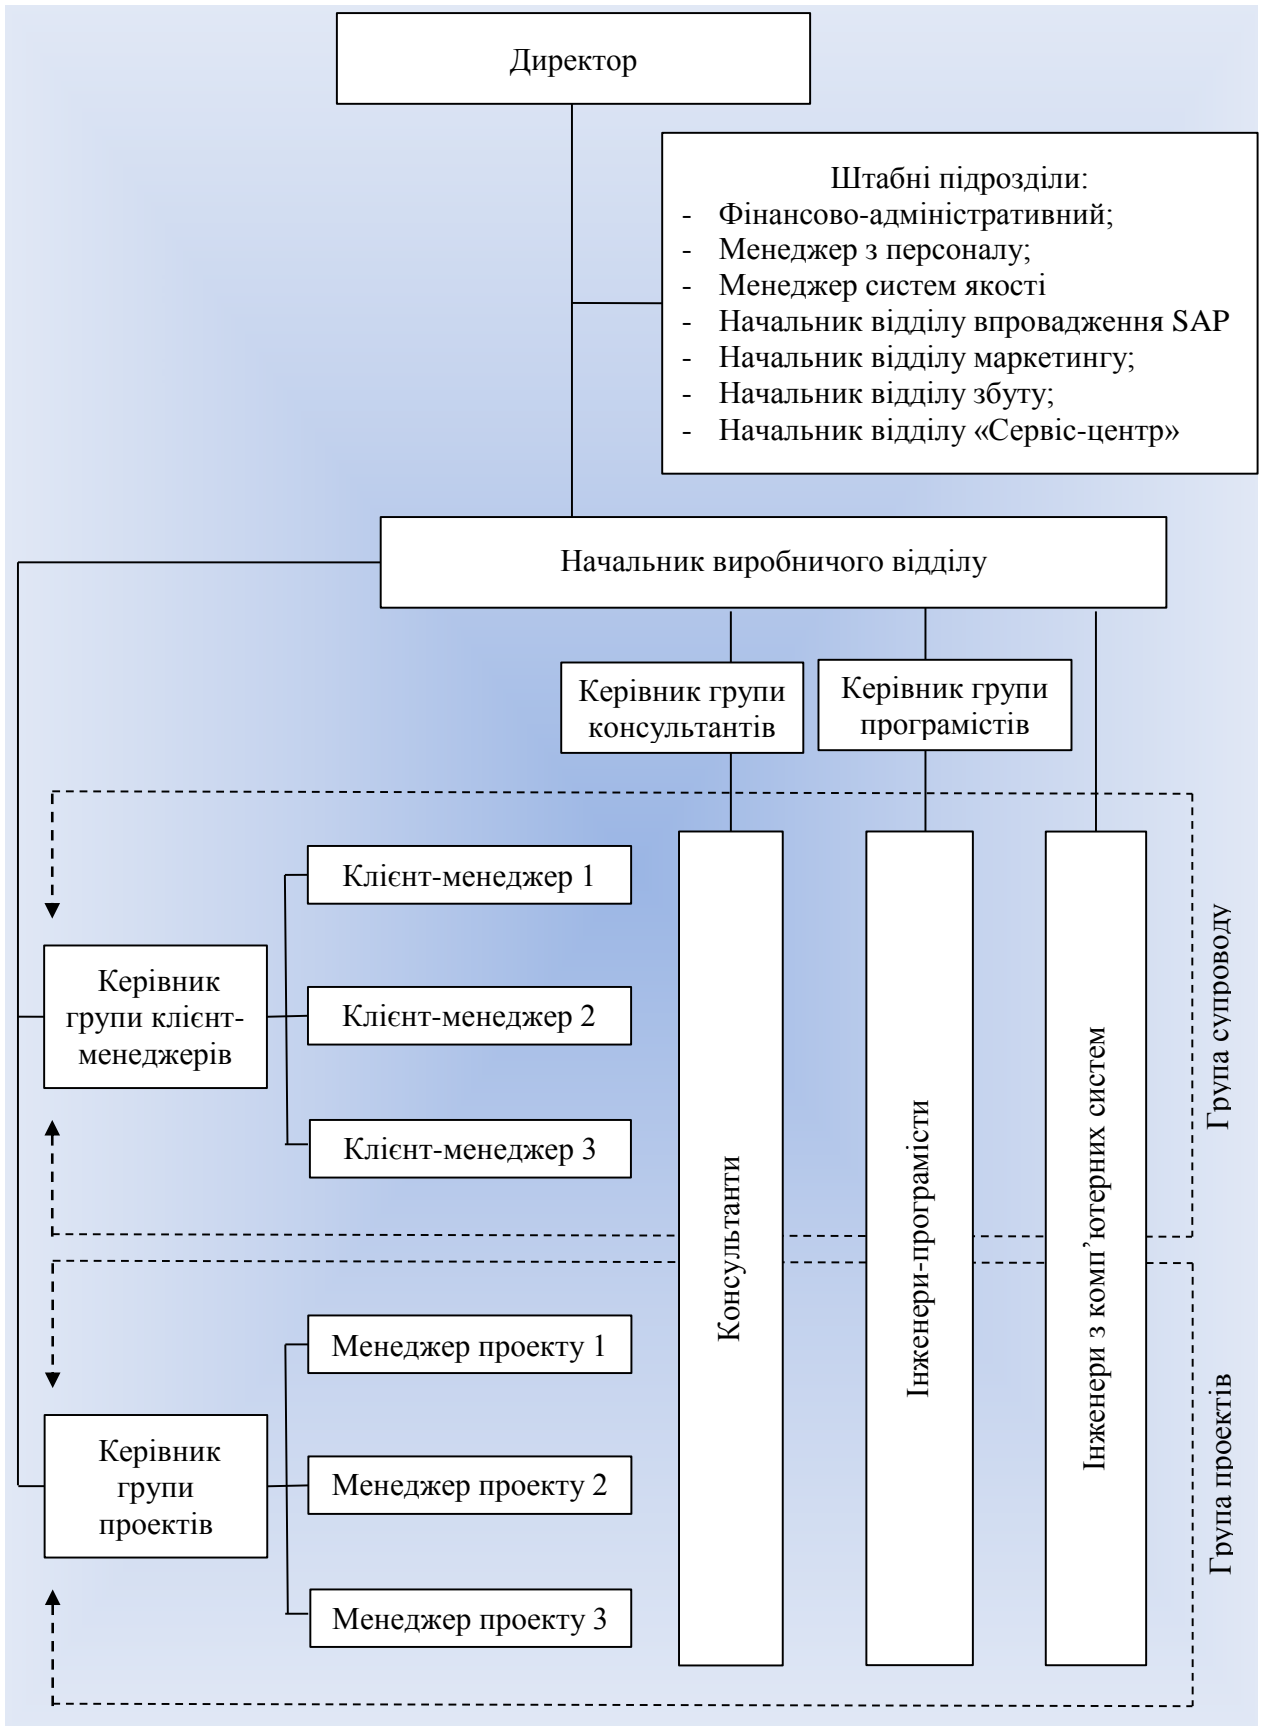 Директор
Штабні підрозділи:
- Фінансово-адміністративний;
- Менеджер з персоналу;
- Менеджер систем якості
- Начальник відділу впровадження SAP
- Начальник відділу маркетингу;
- Начальник відділу збуту;
- Начальник відділу «Сервіс-центр»
Начальник виробничого відділу
Керівник групи
консультантів
Керівник групи
програмістів
Клієнт-менеджер 1
Керівник
групи клієнт-
менеджерів
Клієнт-менеджер 2
Клієнт-менеджер 3
Консультанти
Інженери-програмісти
Інженери з комп’ютерних систем
Група супроводу
Менеджер проекту 1
Керівник
групи
проектів
Менеджер проекту 2
Менеджер проекту 3
Група проектів